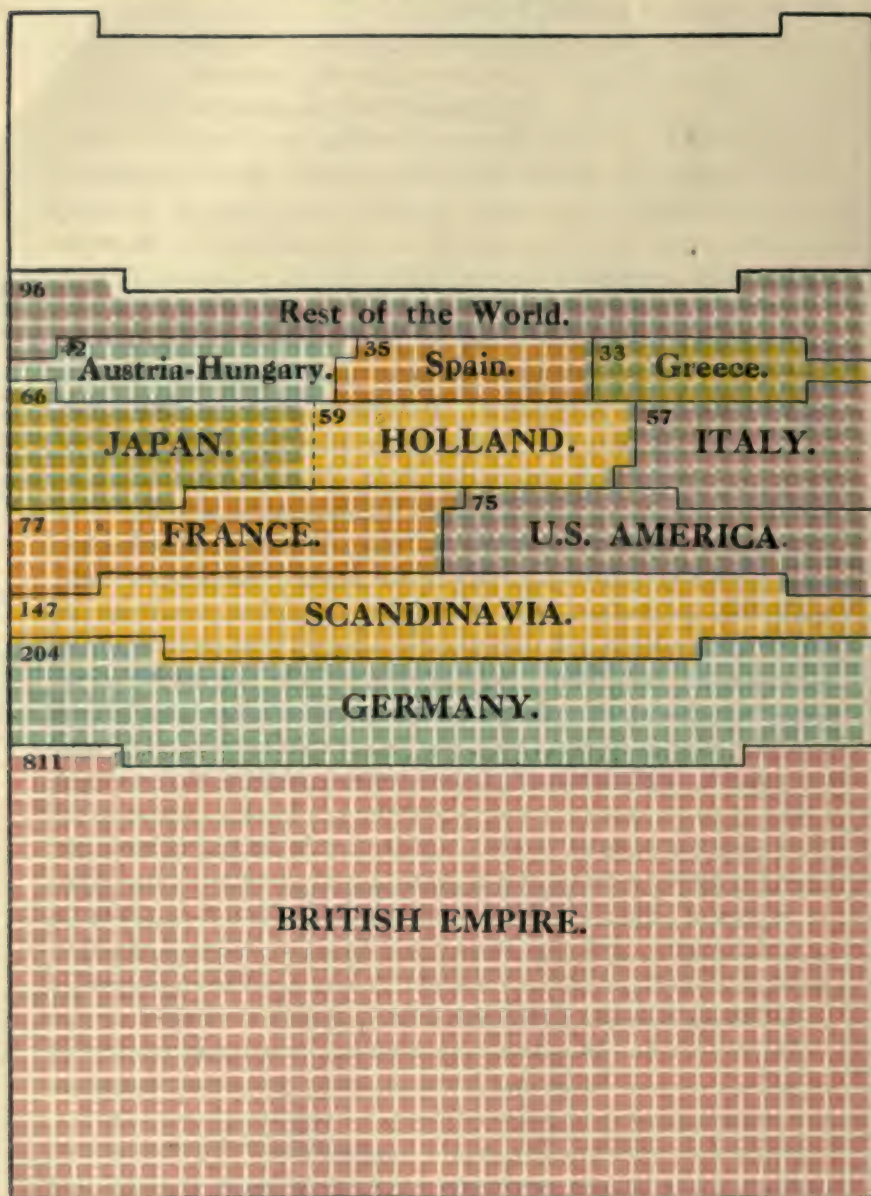 96
Rest of the World.
42
Austria-Hungary.
35
Spain.
33
Greece.
66
JAPAN.
59
HOLLAND.
57
ITALY.
77
FRANCE.
75
U.S. AMERICA.
147
SCANDINAVIA.
204
GERMANY.
811
BRITISH EMPIRE.